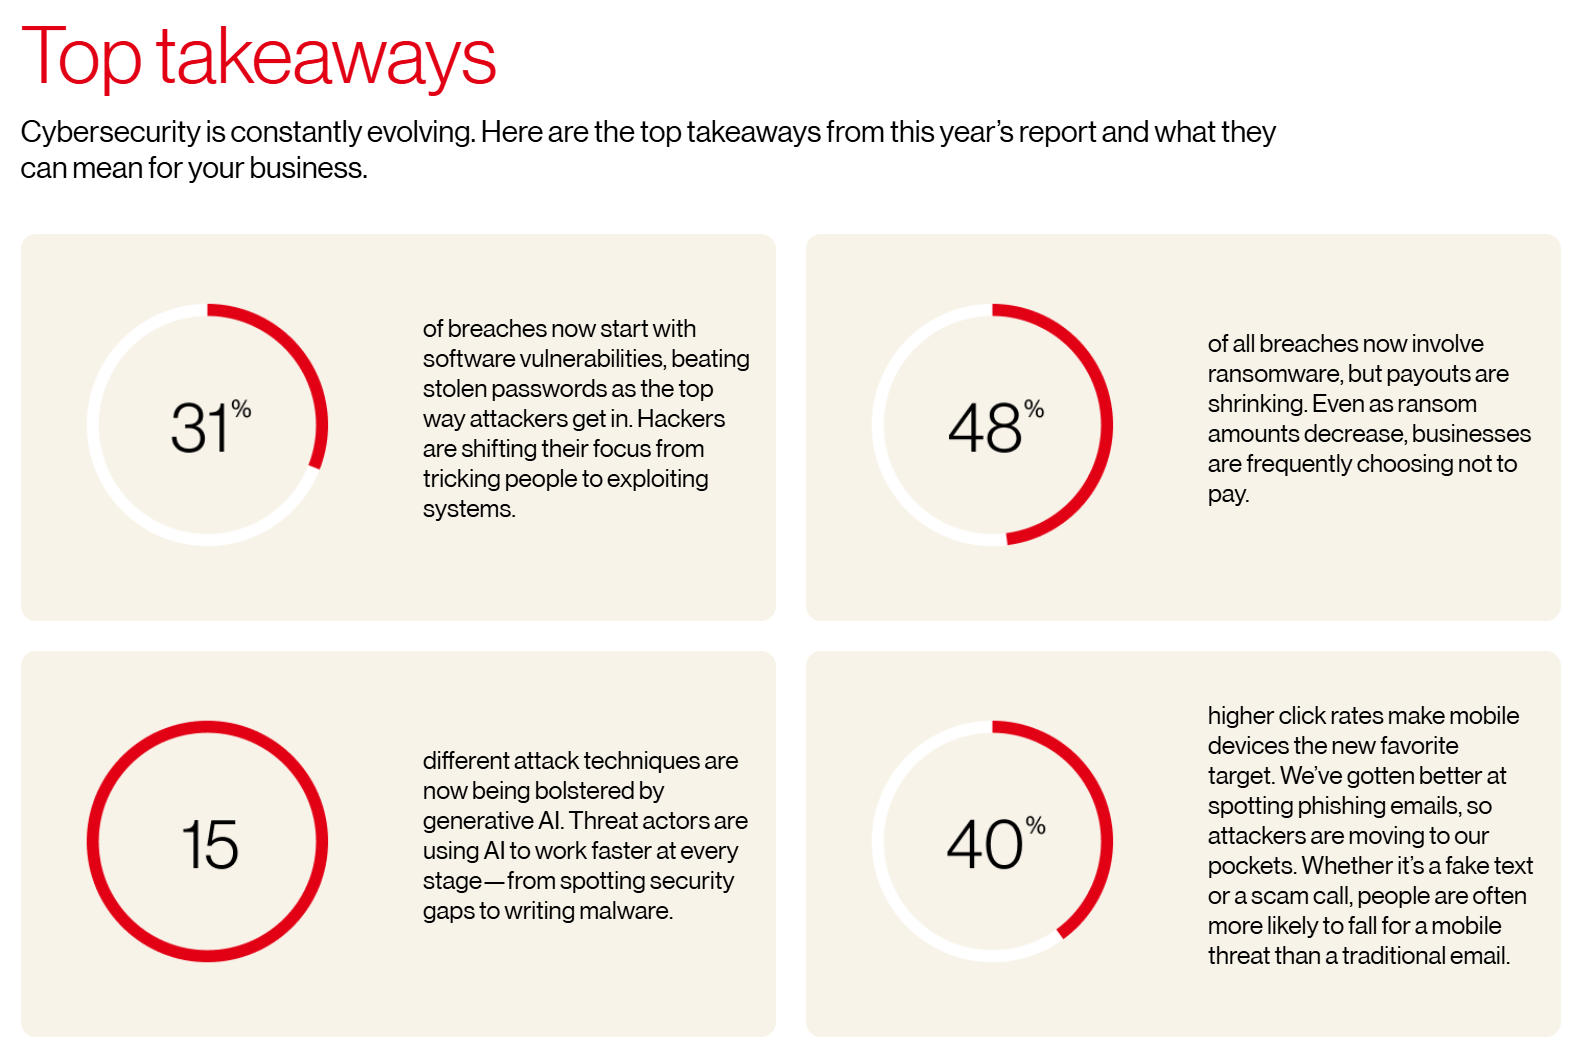 Top takeaways
Cybersecurity is constantly evolving. Here are the top takeaways from this year’s report and what they
can mean for your business.
31%
of breaches now start with
software vulnerabilities, beating
stolen passwords as the top
way attackers get in. Hackers
are shifting their focus from
tricking people to exploiting
systems.
48%
of all breaches now involve
ransomware, but payouts are
shrinking. Even as ransom
amounts decrease, businesses
are frequently choosing not to
pay.
15
different attack techniques are
now being bolstered by
generative AI. Threat actors are
using AI to work faster at every
stage—from spotting security
gaps to writing malware.
40%
higher click rates make mobile
devices the new favorite
target. We’ve gotten better at
spotting phishing emails, so
attackers are moving to our
pockets. Whether it’s a fake text
or a scam call, people are often
more likely to fall for a mobile
threat than a traditional email.